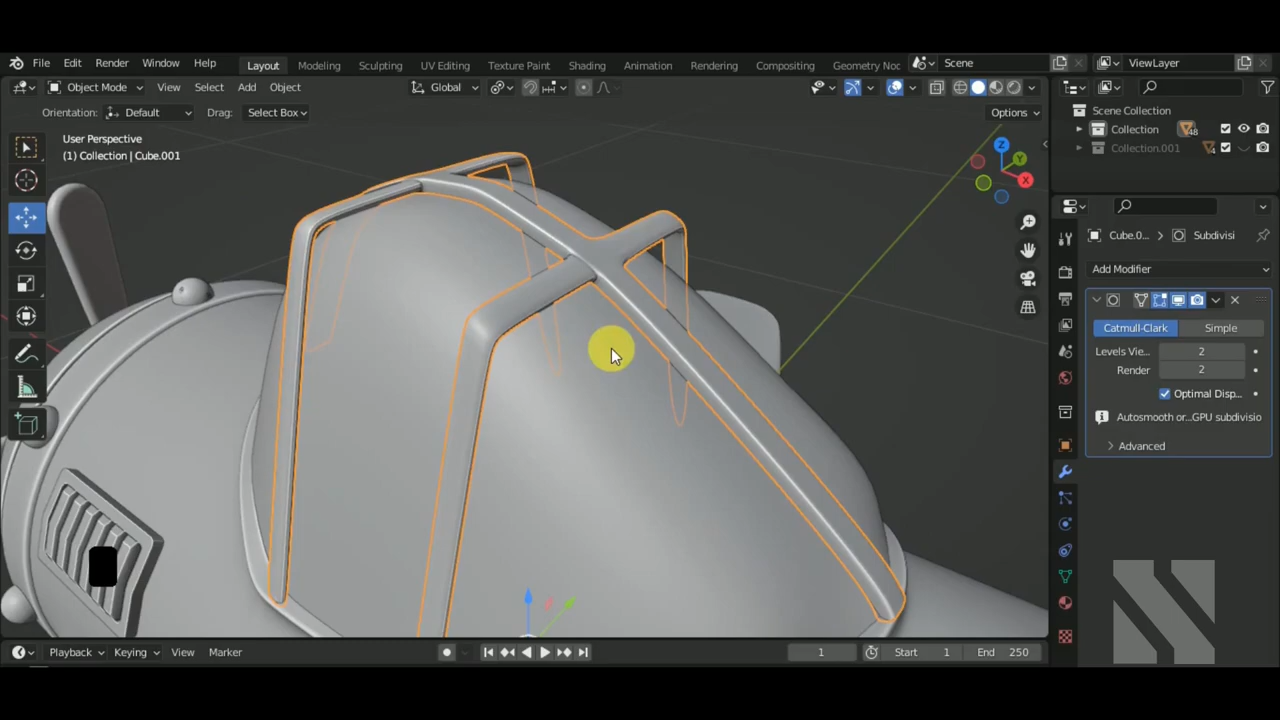 File Edit Render Window Help Layout Modeling Sculpting UV Editing Texture Paint Shading Animation Rendering Compositing Geometry Noc Scene ViewLayer
Object Mode View Select Add Object Global
Orientation: Default Drag: Select Box Options
User Perspective
(1) Collection | Cube.001
Z
Y
X
Scene Collection
Collection 48
Collection.001 4
Cube.0... > Subdivisi
Add Modifier
Catmull-Clark Simple
Levels Vie... 2
Render 2
Optimal Disp...
Autosmooth or...GPU subdivisio
Advanced
Playback Keying View Marker 1 Start 1 End 250